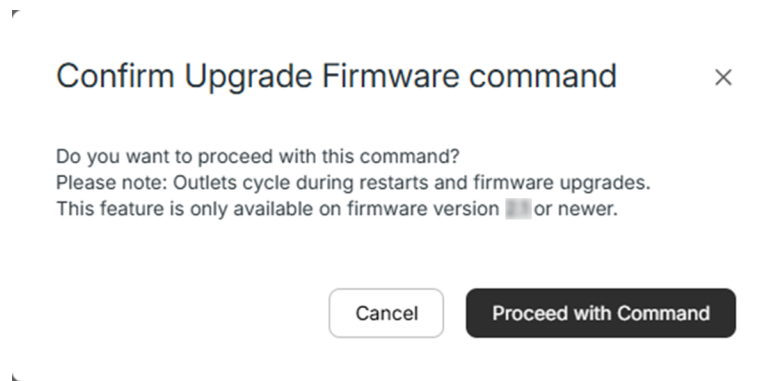 Confirm Upgrade Firmware command
Do you want to proceed with this command?
Please note: Outlets cycle during restarts and firmware upgrades.
This feature is only available on firmware version or newer.
Cancel
Proceed with Command